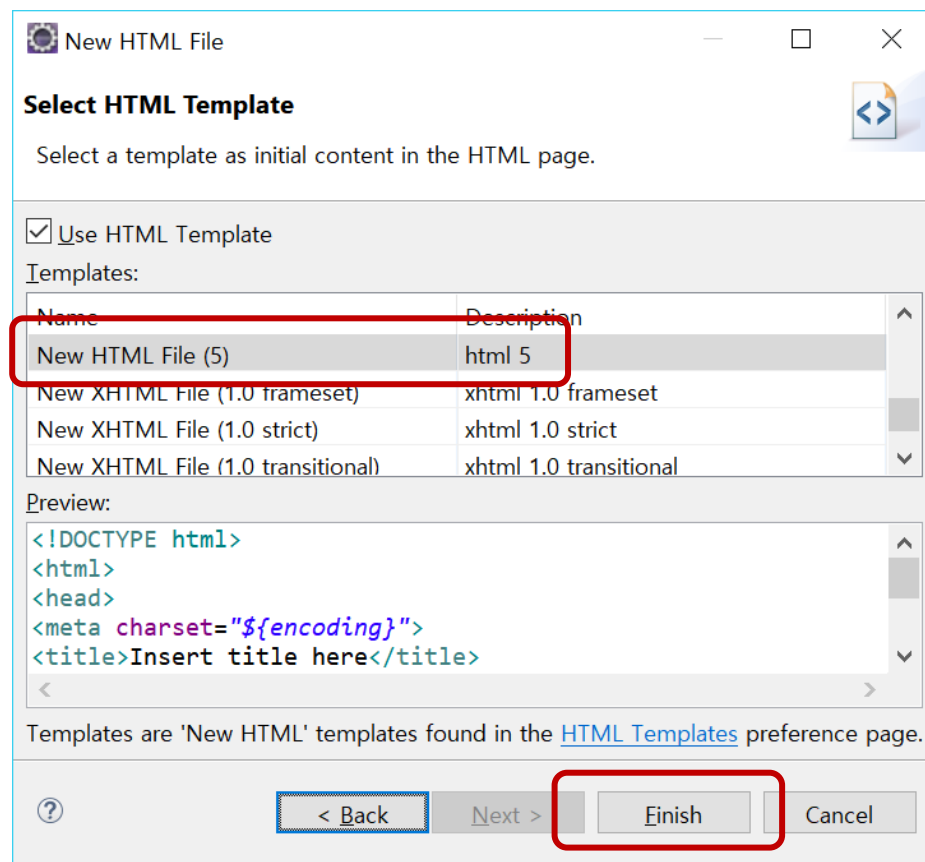 New HTML File
Select HTML Template
Select a template as initial content in the HTML page.
Use HTML Template
Templates:
Name Description
New HTML File (5) html 5
New XHTML File (1.0 frameset) xhtml 1.0 frameset
New XHTML File (1.0 strict) xhtml 1.0 strict
New XHTML File (1.0 transitional) xhtml 1.0 transitional
Preview:
<!DOCTYPE html>
<html>
<head>
<meta charset="${encoding}">
<title>Insert title here</title>
Templates are 'New HTML' templates found in the HTML Templates preference page.
< Back Next > Finish Cancel